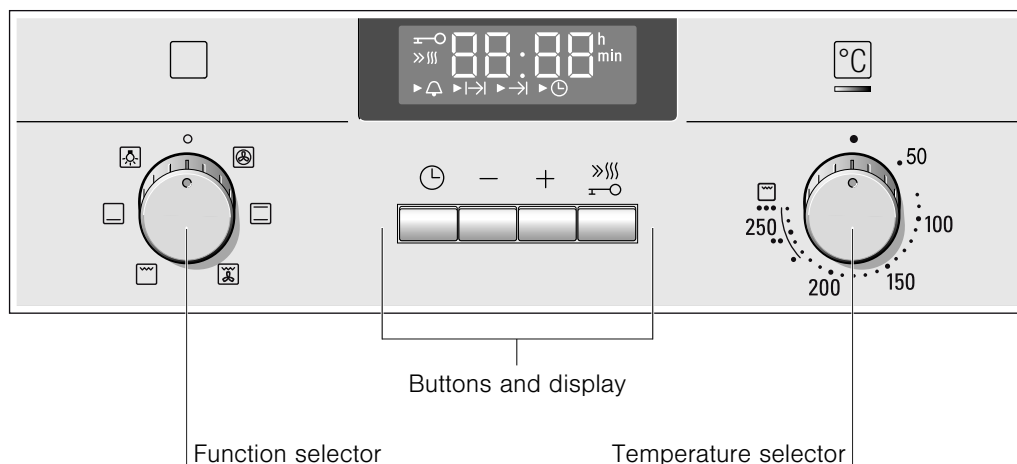 88:88 h
min
°C
50
100
150
200
250
Buttons and display
Function selector
Temperature selector